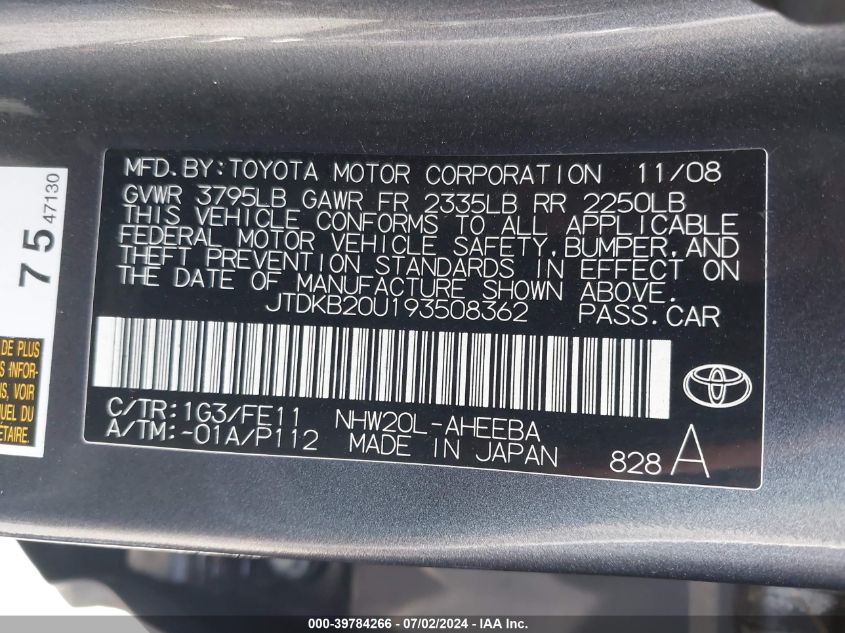 MFD.BY:TOYOTA MOTOR CORPORATION 11/08
GVWR 3795LB GAWR FR 2335LB RR 2250LB
THIS VEHICLE CONFORMS TO ALL APPLICABLE
FEDERAL MOTOR VEHICLE SAFETY,BUMPER,AND
THEFT PREVENTION STANDARDS IN EFFECT ON
THE DATE OF MANUFACTURE SHOWN ABOVE.
JTDKB20U193508362 PASS.CAR
C/TR:1G3/FE11 NHW20L-AHEEBA
A/TM:-01A/P112 MADE IN JAPAN 828 A
75
47130
DE PLUS
INFOR-
S, VOIR
UEL DU
ÉTAIRE.
000-39784266 - 07/02/2024 - IAA Inc.